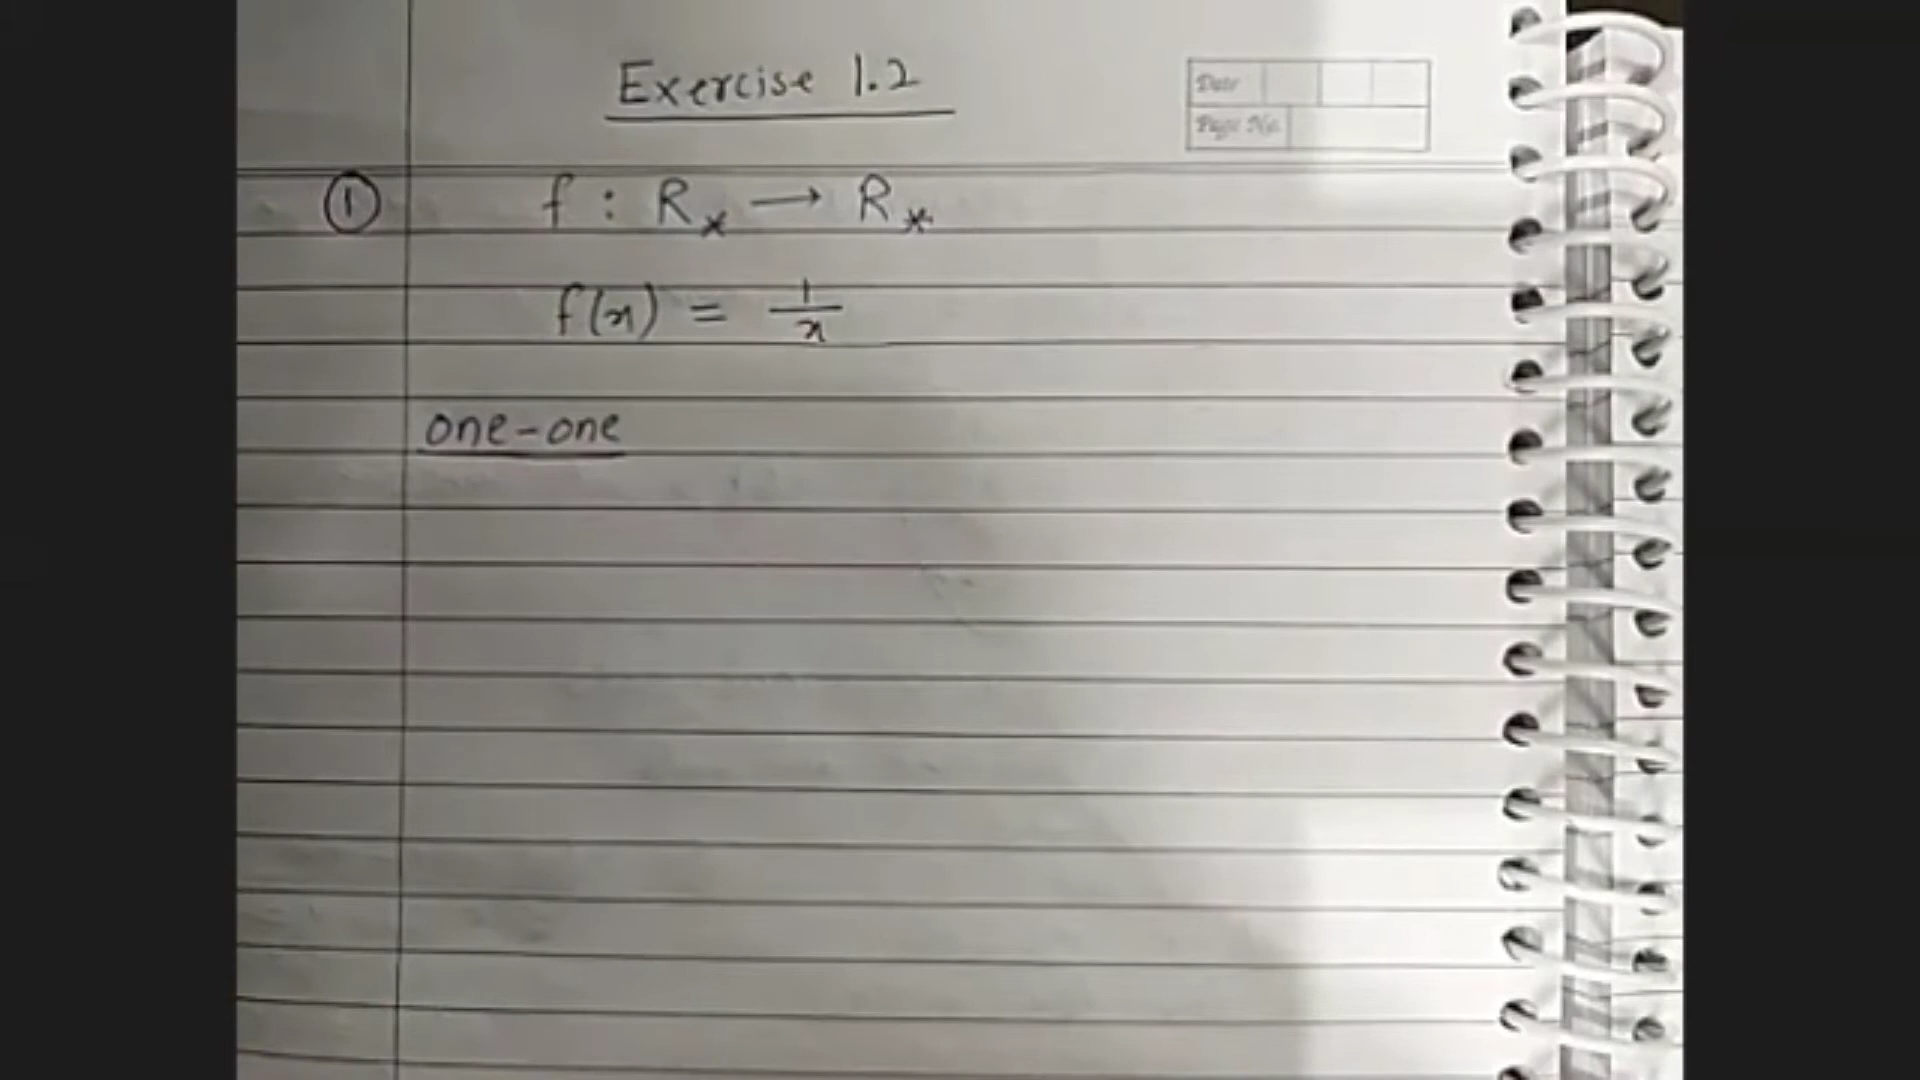 Exercise 1.2
Date
Page No.
① f : R* → R*
f(x) = 1/x
one-one